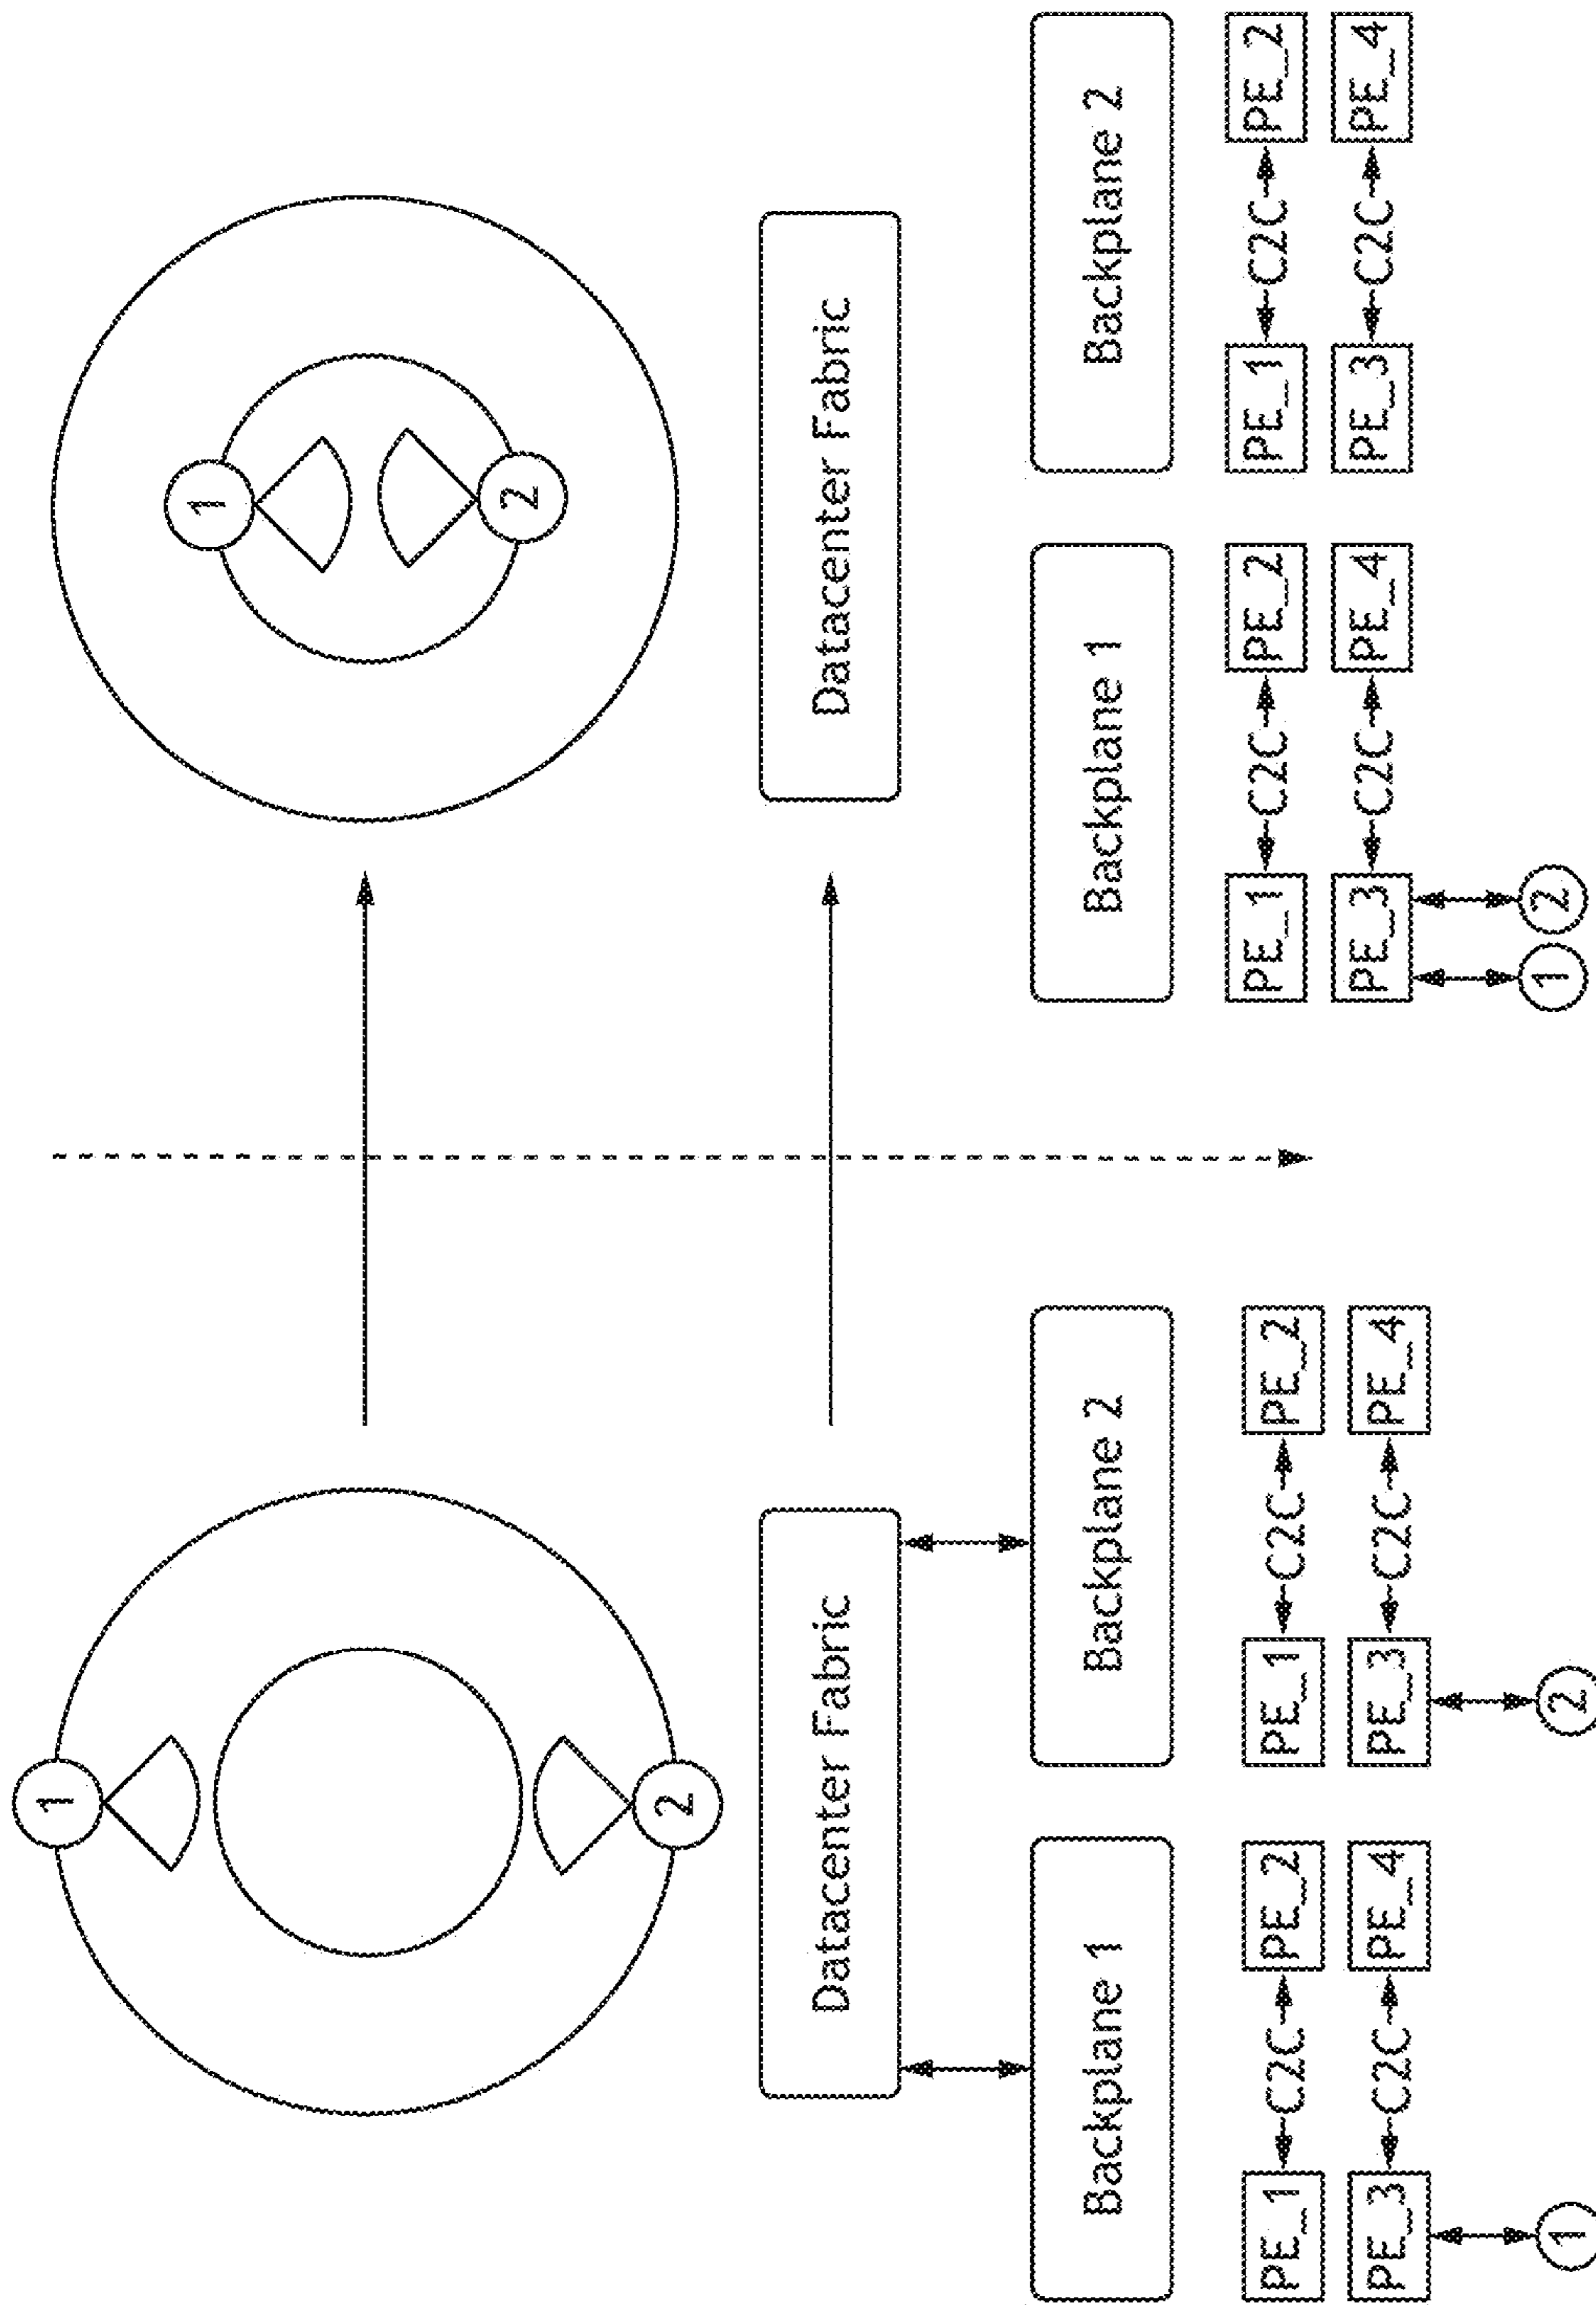 1
2
Datacenter Fabric
Backplane 1 Backplane 2
PE_1 C2C PE_2 PE_1 C2C PE_2
PE_3 C2C PE_4 PE_3 C2C PE_4
1 2
1
2
Datacenter Fabric
Backplane 1 Backplane 2
PE_1 C2C PE_2 PE_1 C2C PE_2
PE_3 C2C PE_4 PE_3 C2C PE_4
1 2